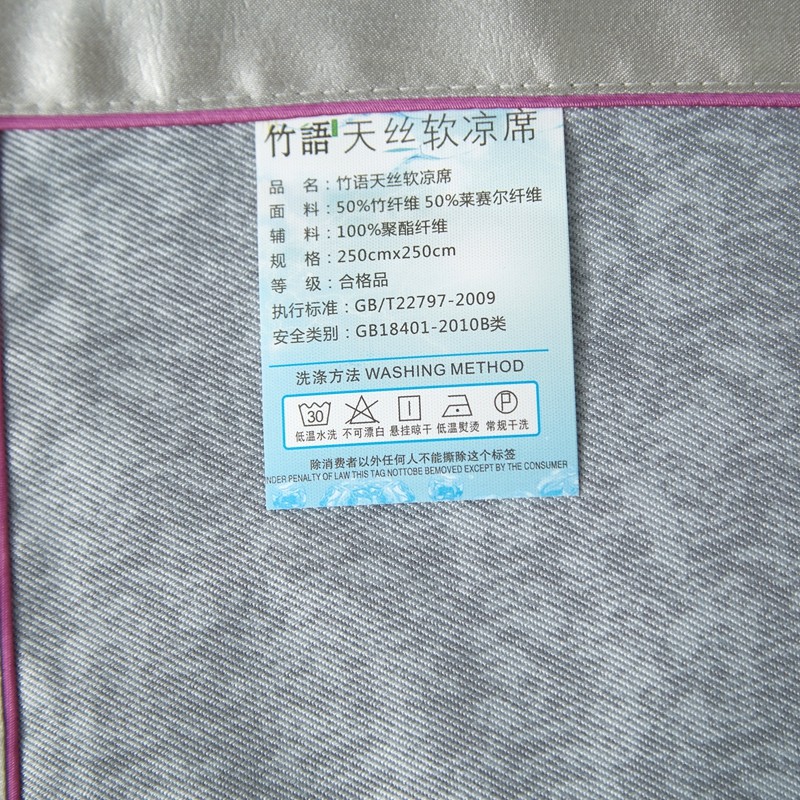 竹語天丝软凉席
品 名：竹语天丝软凉席
面 料：50%竹纤维 50%莱赛尔纤维
辅 料：100%聚酯纤维
规 格：250cmx250cm
等 级：合格品
执行标准：GB/T22797-2009
安全类别：GB18401-2010B类
洗涤方法 WASHING METHOD
30 P
低温水洗 不可漂白 悬挂晾干 低温熨烫 常规干洗
除消费者以外任何人不能撕除这个标签
NDER PENALTY OF LAW THIS TAG NOTTOBE BEMOVED EXCEPT BY THE CONSUMER